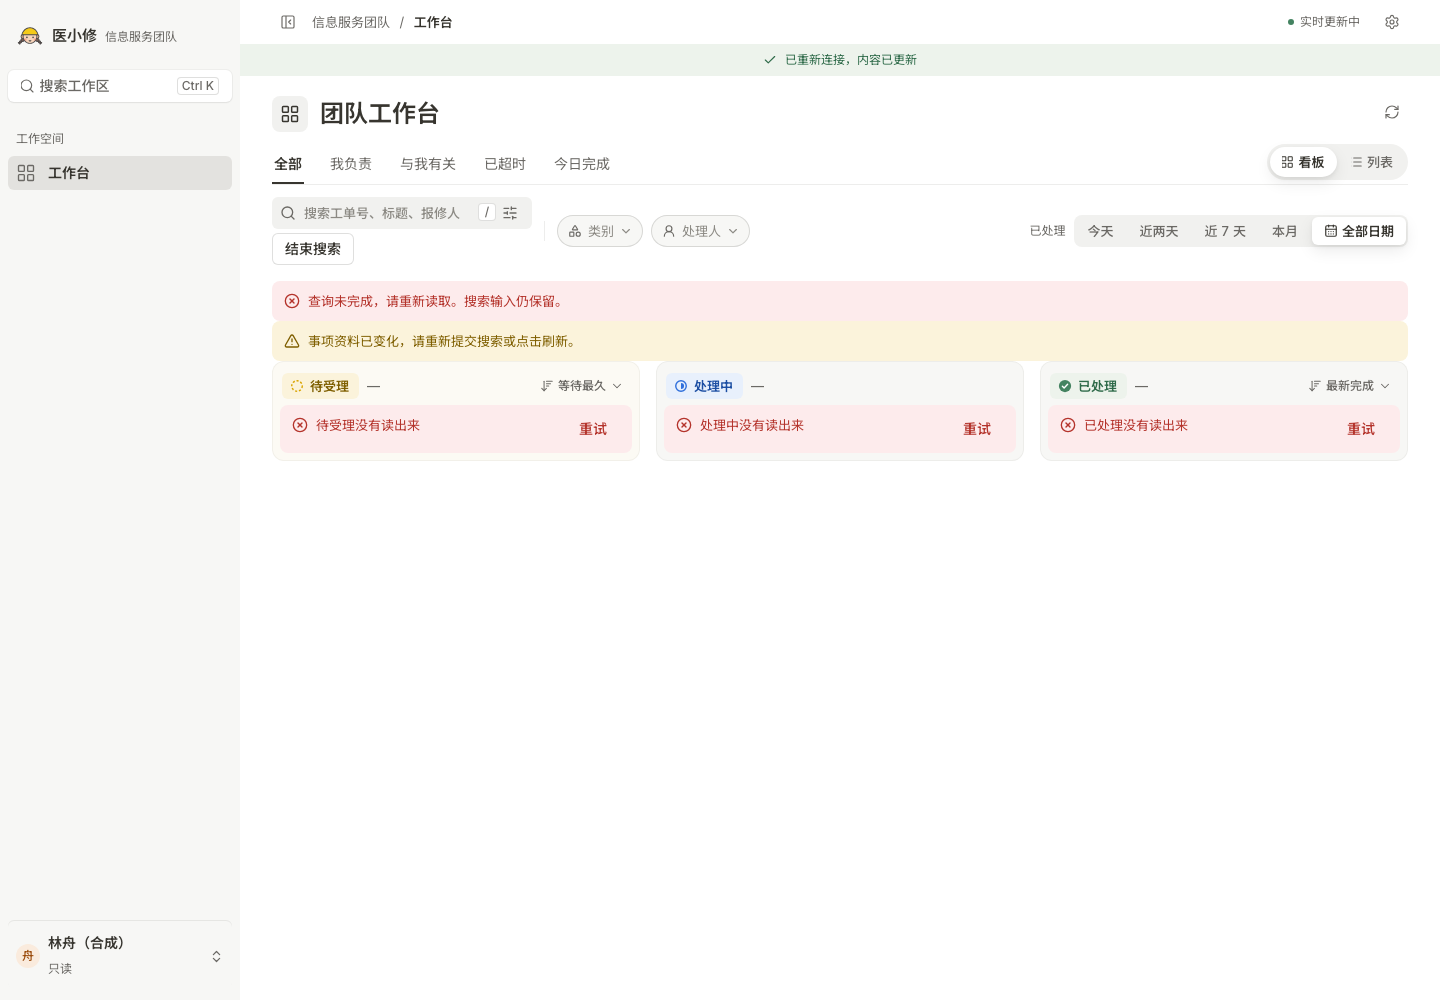 医小修 信息服务团队
搜索工作区 Ctrl K
工作空间
工作台
林舟（合成）
舟
只读
信息服务团队 / 工作台
实时更新中
已重新连接，内容已更新
团队工作台
全部 我负责 与我有关 已超时 今日完成
看板 列表
搜索工单号、标题、报修人 /
结束搜索
类别 处理人
已处理 今天 近两天 近 7 天 本月 全部日期
查询未完成，请重新读取。搜索输入仍保留。
事项资料已变化，请重新提交搜索或点击刷新。
待受理 — 等待最久
待受理没有读出来 重试
处理中 —
处理中没有读出来 重试
已处理 — 最新完成
已处理没有读出来 重试